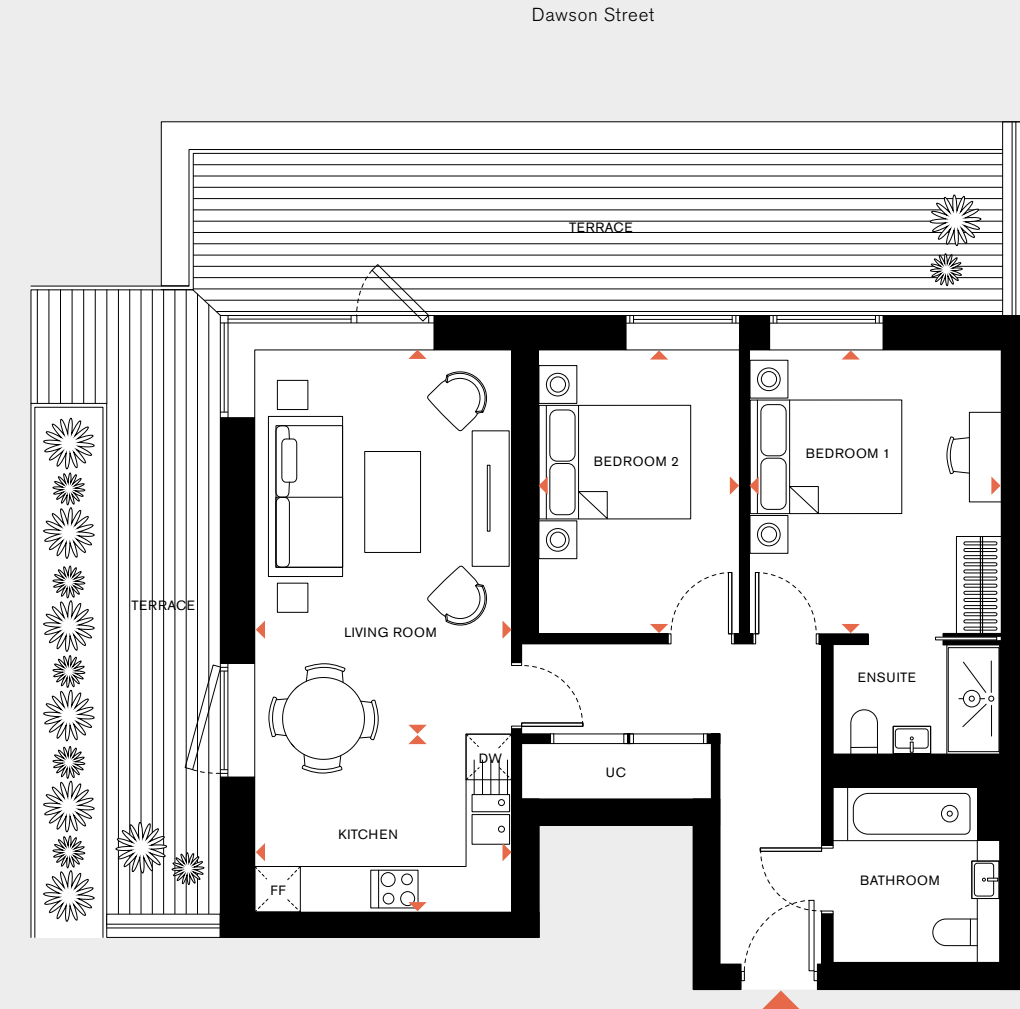 Dawson Street
TERRACE
BEDROOM 2
BEDROOM 1
TERRACE
LIVING ROOM
ENSUITE
DW
UC
KITCHEN
FF
BATHROOM